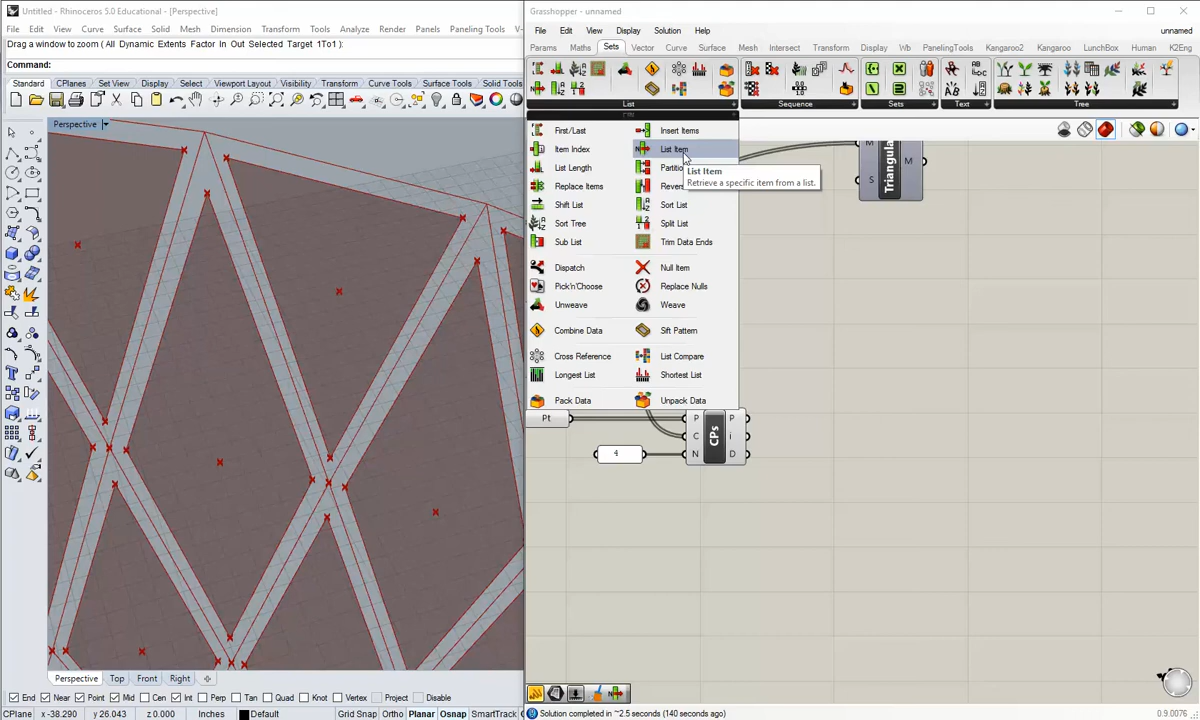 Untitled - Rhinoceros 5.0 Educational - [Perspective]
File Edit View Curve Surface Solid Mesh Dimension Transform Tools Analyze Render Panels Paneling Tools
Drag a window to zoom ( All Dynamic Extents Factor In Out Selected Target 1To1 ):
Command:
Standard CPlanes Set View Display Select Viewport Layout Visibility Transform Curve Tools Surface Tools
Perspective
Perspective Top Front Right
End Near Point Mid Cen Int Perp Tan Quad Knot Vertex Project Disable
CPlane x -38.290 y 26.043 z 0.000 Inches Default Grid Snap Ortho Planar Osnap SmartTrack
Grasshopper - unnamed
File Edit View Display Solution Help unnamed
Params Maths Sets Vector Curve Surface Mesh Intersect Transform Display Wb PanelingTools Kangaroo2 Kangaroo LunchBox Human K2Eng
List Sequence Sets Text Tree
First/Last Insert Items
Item Index List Item
List Length
Replace Items
List Item
Retrieve a specific item from a list.
Shift List Sort List
Sort Tree Split List
Sub List Trim Data Ends
Dispatch Null Item
Pick'n'Choose Replace Nulls
Unweave Weave
Combine Data Sift Pattern
Cross Reference List Compare
Longest List Shortest List
Pack Data Unpack Data
M M
S
Pt P C N CPs P i D
4
Solution completed in ~2.5 seconds (140 seconds ago) 0.9.0076